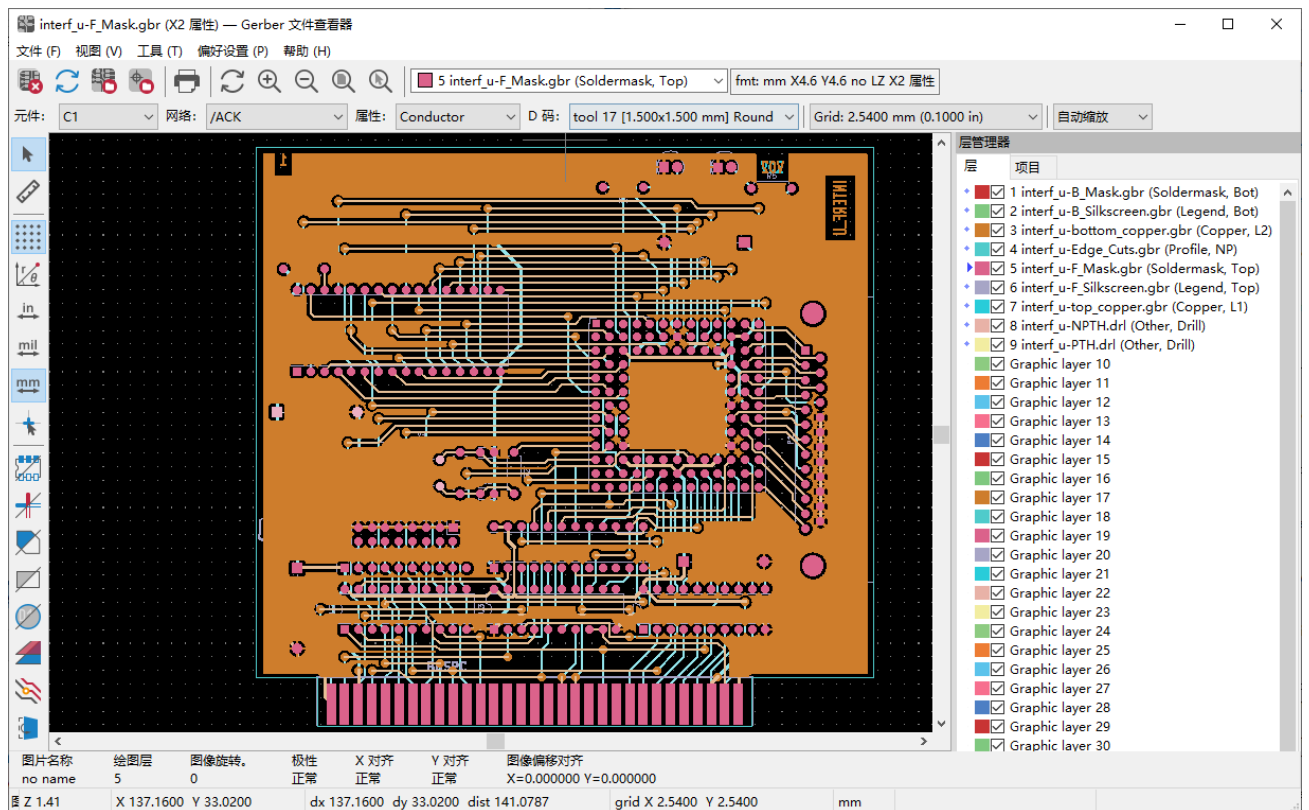 interf_u-F_Mask.gbr (X2 属性) — Gerber 文件查看器
文件 (F) 视图 (V) 工具 (T) 偏好设置 (P) 帮助 (H)
5 interf_u-F_Mask.gbr (Soldermask, Top) fmt: mm X4.6 Y4.6 no LZ X2 属性
元件: C1 网络: /ACK 属性: Conductor D 码: tool 17 [1.500x1.500 mm] Round Grid: 2.5400 mm (0.1000 in) 自动缩放
in
mil
mm
层管理器
层 项目
1 interf_u-B_Mask.gbr (Soldermask, Bot)
2 interf_u-B_Silkscreen.gbr (Legend, Bot)
3 interf_u-bottom_copper.gbr (Copper, L2)
4 interf_u-Edge_Cuts.gbr (Profile, NP)
5 interf_u-F_Mask.gbr (Soldermask, Top)
6 interf_u-F_Silkscreen.gbr (Legend, Top)
7 interf_u-top_copper.gbr (Copper, L1)
8 interf_u-NPTH.drl (Other, Drill)
9 interf_u-PTH.drl (Other, Drill)
Graphic layer 10
Graphic layer 11
Graphic layer 12
Graphic layer 13
Graphic layer 14
Graphic layer 15
Graphic layer 16
Graphic layer 17
Graphic layer 18
Graphic layer 19
Graphic layer 20
Graphic layer 21
Graphic layer 22
Graphic layer 23
Graphic layer 24
Graphic layer 25
Graphic layer 26
Graphic layer 27
Graphic layer 28
Graphic layer 29
Graphic layer 30
图片名称 绘图层 图像旋转。 极性 X 对齐 Y 对齐 图像偏移对齐
no name 5 0 正常 正常 正常 X=0.000000 Y=0.000000
Z 1.41 X 137.1600 Y 33.0200 dx 137.1600 dy 33.0200 dist 141.0787 grid X 2.5400 Y 2.5400 mm